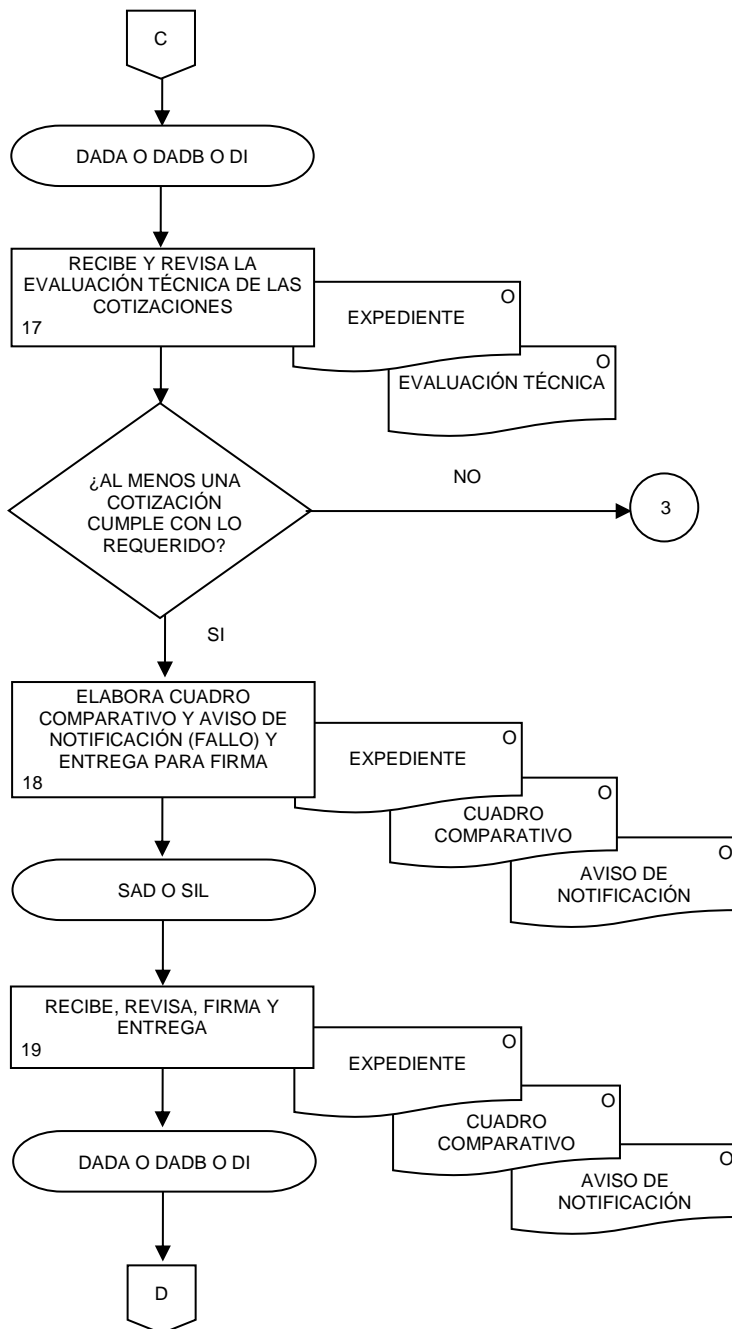 C
DADA O DADB O DI
RECIBE Y REVISA LA
EVALUACIÓN TÉCNICA DE LAS
COTIZACIONES
17
O
EXPEDIENTE
O
EVALUACIÓN TÉCNICA
¿AL MENOS UNA
COTIZACIÓN
CUMPLE CON LO
REQUERIDO?
NO
3
SI
ELABORA CUADRO
COMPARATIVO Y AVISO DE
NOTIFICACIÓN (FALLO) Y
ENTREGA PARA FIRMA
18
O
EXPEDIENTE
O
CUADRO
COMPARATIVO
O
AVISO DE
NOTIFICACIÓN
SAD O SIL
RECIBE, REVISA, FIRMA Y
ENTREGA
19
O
EXPEDIENTE
O
CUADRO
COMPARATIVO
O
AVISO DE
NOTIFICACIÓN
DADA O DADB O DI
D